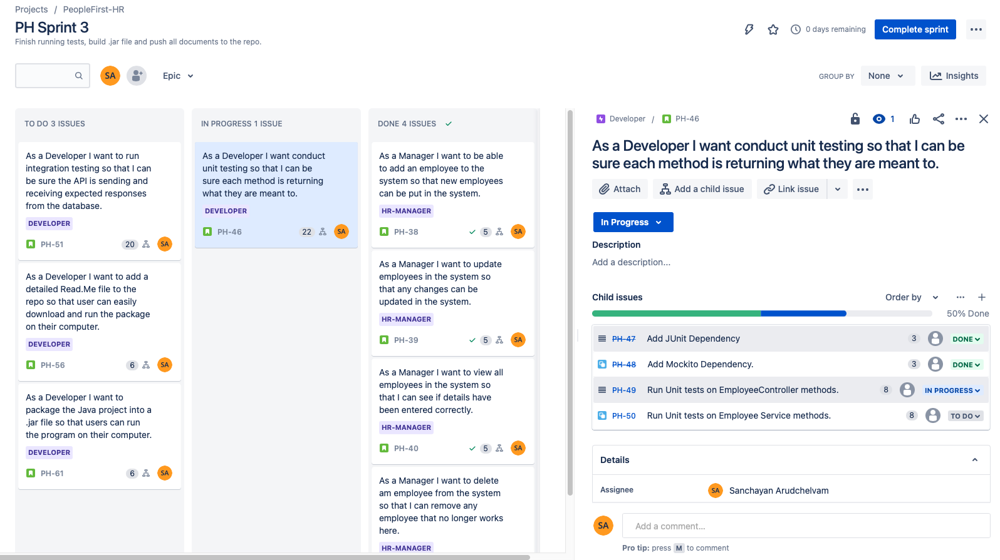 Projects / PeopleFirst-HR
PH Sprint 3
Finish running tests, build .jar file and push all documents to the repo.
0 days remaining
Complete sprint
SA
Epic
GROUP BY
None
Insights
TO DO 3 ISSUES
As a Developer I want to run
integration testing so that I can
be sure the API is sending and
receiving expected responses
from the database.
DEVELOPER
PH-51 20 SA
As a Developer I want to add a
detailed Read.Me file to the
repo so that user can easily
download and run the package
on their computer.
DEVELOPER
PH-56 6 SA
As a Developer I want to
package the Java project into a
.jar file so that users can run
the program on their computer.
DEVELOPER
PH-61 6 SA
IN PROGRESS 1 ISSUE
As a Developer I want conduct
unit testing so that I can be
sure each method is returning
what they are meant to.
DEVELOPER
PH-46 22 SA
DONE 4 ISSUES
As a Manager I want to be able
to add an employee to the
system so that new employees
can be put in the system.
HR-MANAGER
PH-38 5 SA
As a Manager I want to update
employees in the system so
that any changes can be
updated in the system.
HR-MANAGER
PH-39 5 SA
As a Manager I want to view all
employees in the system so
that I can see if details have
been entered correctly.
HR-MANAGER
PH-40 5 SA
As a Manager I want to delete
am employee from the system
so that I can remove any
employee that no longer works
here.
HR-MANAGER
Developer / PH-46
1
As a Developer I want conduct unit testing so that I can be
sure each method is returning what they are meant to.
Attach
Add a child issue
Link issue
In Progress
Description
Add a description...
Child issues
Order by
50% Done
PH-47 Add JUnit Dependency 3 DONE
PH-48 Add Mockito Dependency. 3 DONE
PH-49 Run Unit tests on EmployeeController methods. 8 IN PROGRESS
PH-50 Run Unit tests on Employee Service methods. 8 TO DO
Details
Assignee SA Sanchayan Arudchelvam
SA Add a comment...
Pro tip: press M to comment